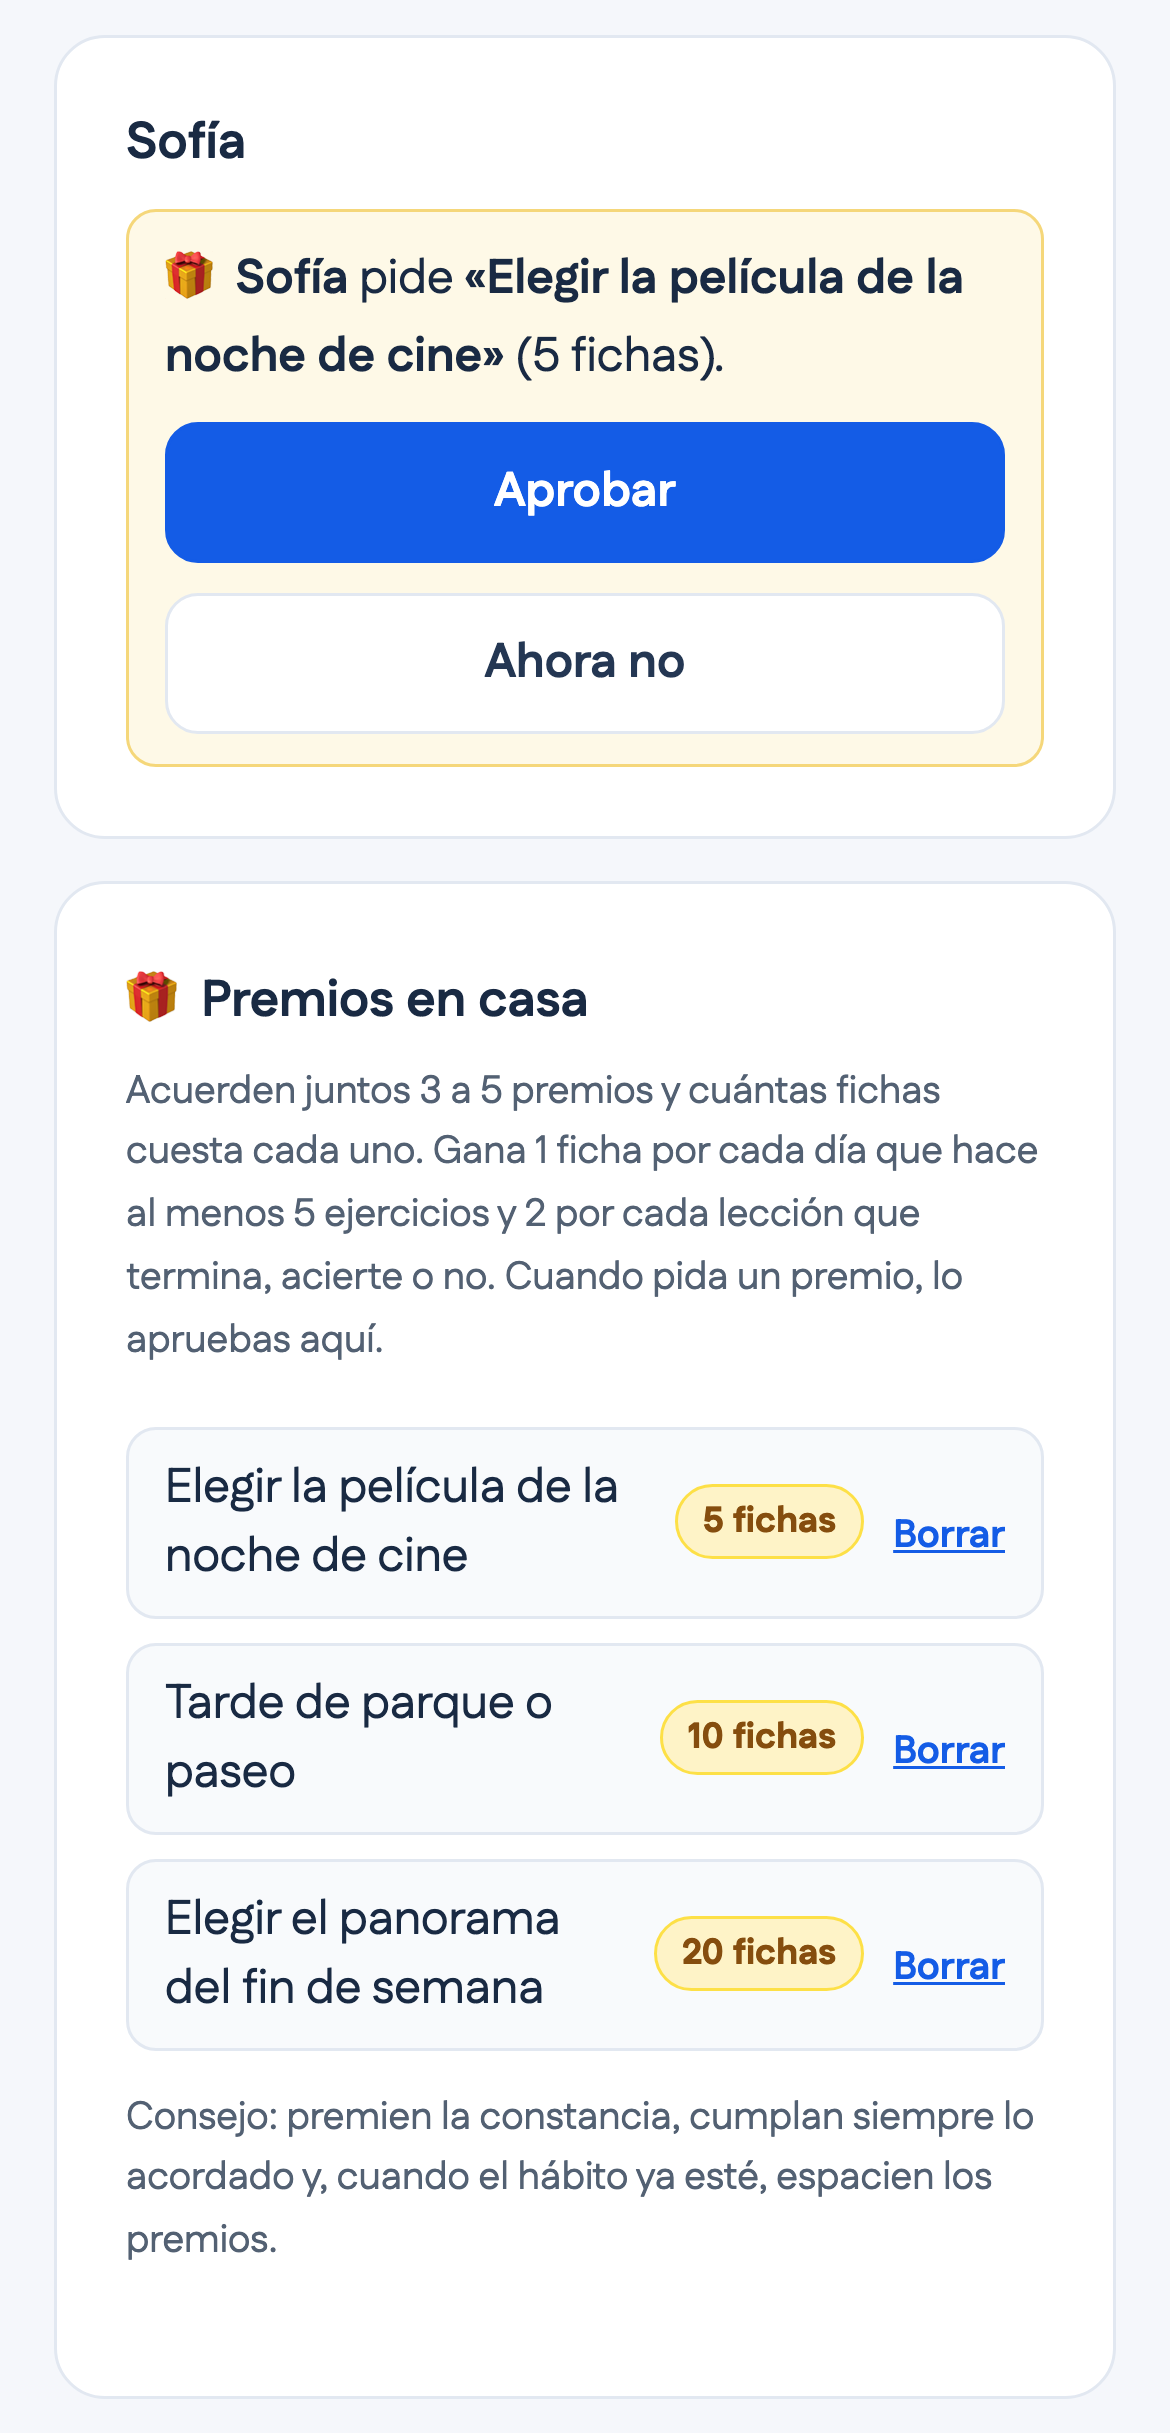 Sofía
🎁 Sofía pide «Elegir la película de la
noche de cine» (5 fichas).
Aprobar
Ahora no
🎁 Premios en casa
Acuerden juntos 3 a 5 premios y cuántas fichas
cuesta cada uno. Gana 1 ficha por cada día que hace
al menos 5 ejercicios y 2 por cada lección que
termina, acierte o no. Cuando pida un premio, lo
apruebas aquí.
Elegir la película de la
noche de cine
5 fichas
Borrar
Tarde de parque o
paseo
10 fichas
Borrar
Elegir el panorama
del fin de semana
20 fichas
Borrar
Consejo: premien la constancia, cumplan siempre lo
acordado y, cuando el hábito ya esté, espacien los
premios.